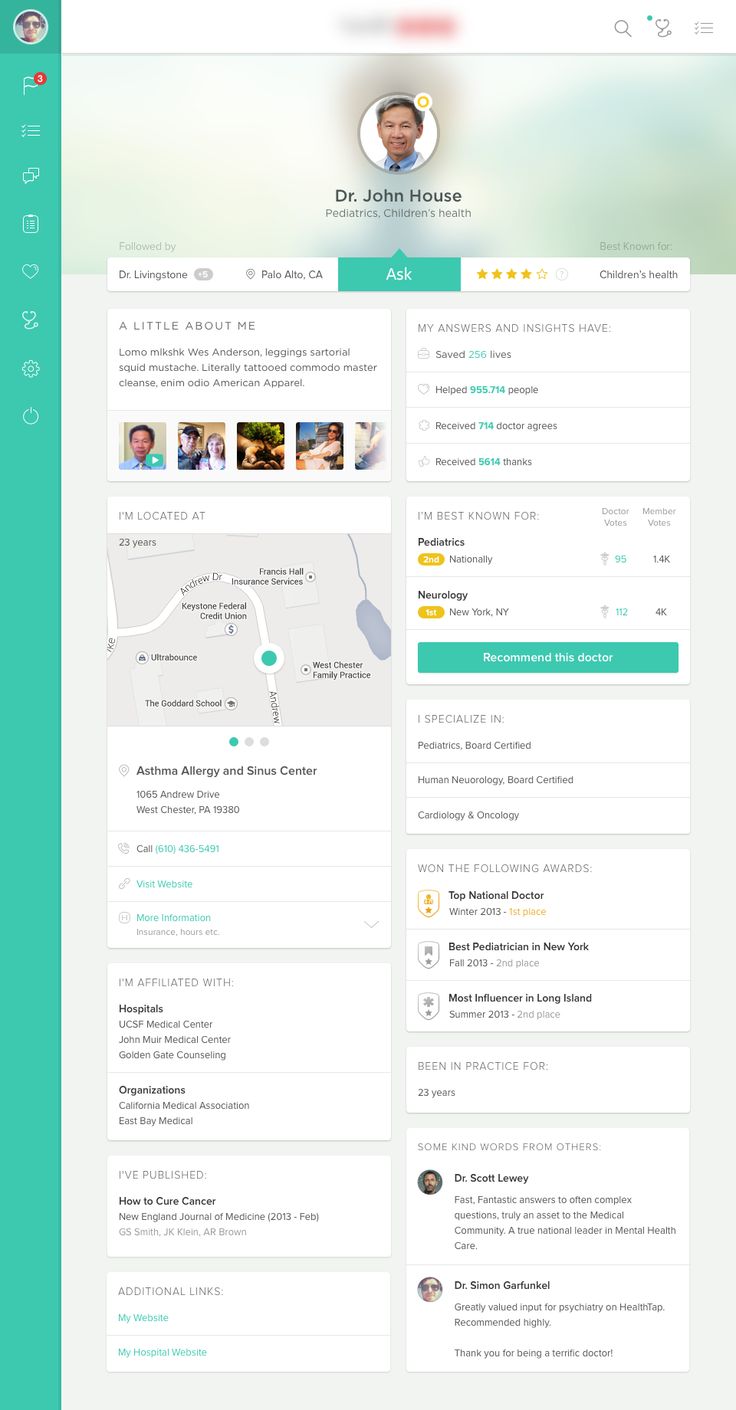 3
Dr. John House
Pediatrics, Children's health
Followed by
Best Known for:
Dr. Livingstone +5
Palo Alto, CA
Ask
?
Children's health
A LITTLE ABOUT ME
Lomo mlkshk Wes Anderson, leggings sartorial
squid mustache. Literally tattooed commodo master
cleanse, enim odio American Apparel.
MY ANSWERS AND INSIGHTS HAVE:
Saved 256 lives
Helped 955.714 people
Received 714 doctor agrees
Received 5614 thanks
I'M LOCATED AT
23 years
Andrew Dr
Francis Hall
Insurance Services
Keystone Federal
Credit Union
$
Ultrabounce
West Chester
Family Practice
The Goddard School
Andrew
Asthma Allergy and Sinus Center
1065 Andrew Drive
West Chester, PA 19380
Call (610) 436-5491
Visit Website
H
More Information
Insurance, hours etc.
I'M AFFILIATED WITH:
Hospitals
UCSF Medical Center
John Muir Medical Center
Golden Gate Counseling
Organizations
California Medical Association
East Bay Medical
I'VE PUBLISHED:
How to Cure Cancer
New England Journal of Medicine (2013 - Feb)
GS Smith, JK Klein, AR Brown
ADDITIONAL LINKS:
My Website
My Hospital Website
I'M BEST KNOWN FOR:
Doctor
Votes
Member
Votes
Pediatrics
2nd Nationally 95 1.4K
Neurology
1st New York, NY 112 4K
Recommend this doctor
I SPECIALIZE IN:
Pediatrics, Board Certified
Human Neuorology, Board Certified
Cardiology & Oncology
WON THE FOLLOWING AWARDS:
Top National Doctor
Winter 2013 - 1st place
Best Pediatrician in New York
Fall 2013 - 2nd place
Most Influencer in Long Island
Summer 2013 - 2nd place
BEEN IN PRACTICE FOR:
23 years
SOME KIND WORDS FROM OTHERS:
Dr. Scott Lewey
Fast, Fantastic answers to often complex
questions, truly an asset to the Medical
Community. A true national leader in Mental Health
Care.
Dr. Simon Garfunkel
Greatly valued input for psychiatry on HealthTap.
Recommended highly.
Thank you for being a terrific doctor!